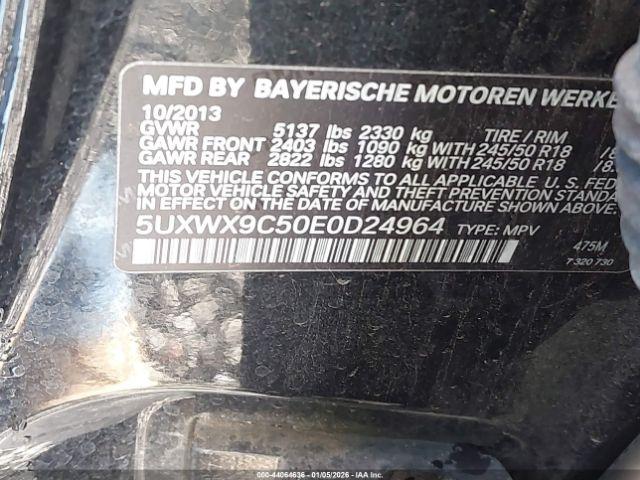 MFD BY BAYERISCHE MOTOREN WERKE
10/2013
GVWR 5137 lbs 2330 kg TIRE / RIM
GAWR FRONT 2403 lbs 1090 kg WITH 245/50 R18
GAWR REAR 2822 lbs 1280 kg WITH 245/50 R18 /8.
THIS VEHICLE CONFORMS TO ALL APPLICABLE U.S. FED
MOTOR VEHICLE SAFETY AND THEFT PREVENTION STANDA
IN EFFECT ON THE DATE OF MANUFACTURE SHOWN ABOVE
5UXWX9C50E0D24964 TYPE: MPV
475M
7 320 730
000-44064636 - 01/05/2026 - IAA Inc.